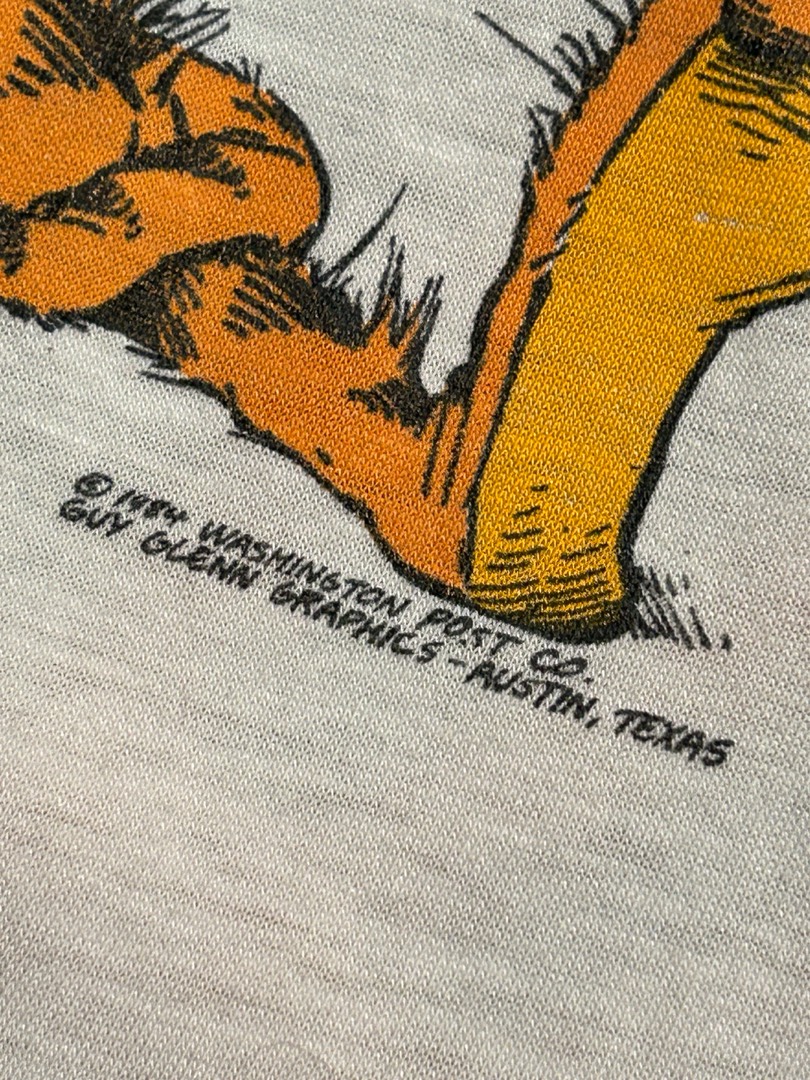 © 1984 WASHINGTON POST CO.
GUY GLENN GRAPHICS - AUSTIN, TEXAS